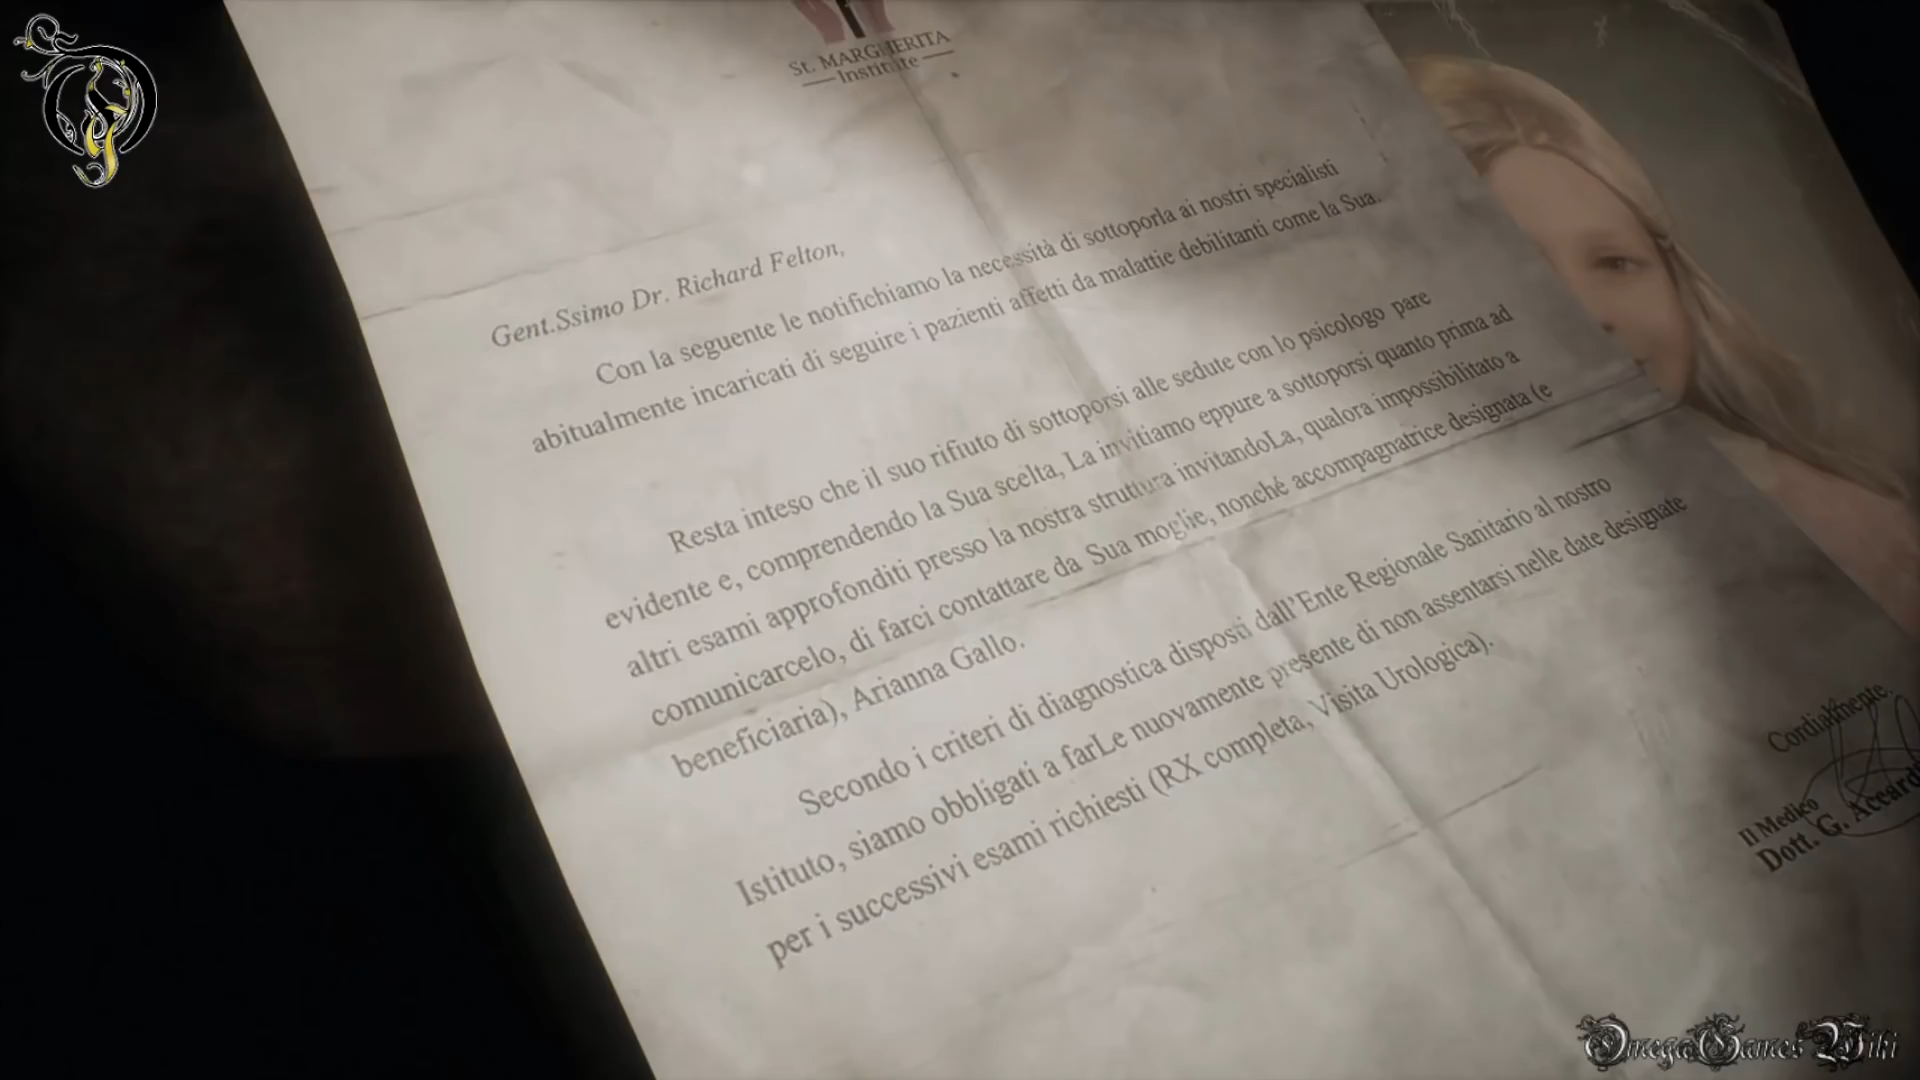 St. MARGHERITA
Institute
Gent.Ssimo Dr. Richard Felton,
Con la seguente le notifichiamo la necessità di sottoporla ai nostri specialisti
abitualmente incaricati di seguire i pazienti affetti da malattie debilitanti come la Sua.
Resta inteso che il suo rifiuto di sottoporsi alle sedute con lo psicologo pare
evidente e, comprendendo la Sua scelta, La invitiamo eppure a sottoporsi quanto prima ad
altri esami approfonditi presso la nostra struttura invitandoLa, qualora impossibilitato a
comunicarcelo, di farci contattare da Sua moglie, nonché accompagnatrice designata (e
beneficiaria), Arianna Gallo.
Secondo i criteri di diagnostica disposti dall'Ente Regionale Sanitario al nostro
Istituto, siamo obbligati a farLe nuovamente presente di non assentarsi nelle date designate
per i successivi esami richiesti (RX completa, Visita Urologica).
Cordialmente.
Il Medico
Dott. G. Accardi
Omega Games Wiki